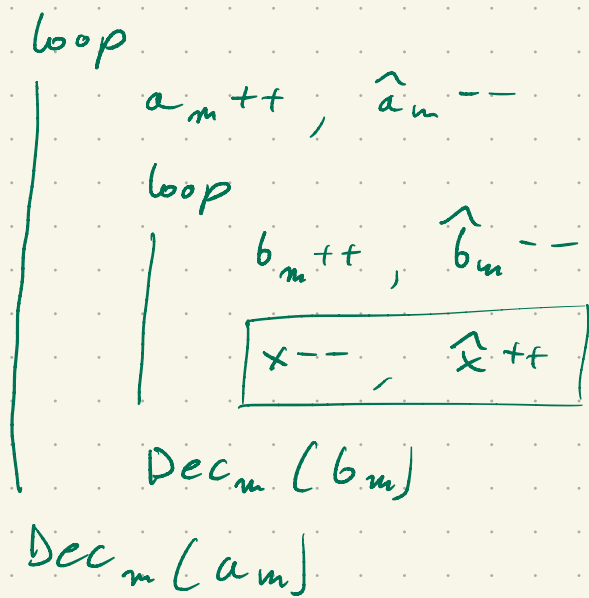 loop
a_m ++ , â_m --
loop
b_m ++ , b̂_m --
x -- , x̂ ++
Dec_m (b_m)
Dec_m (a_m)